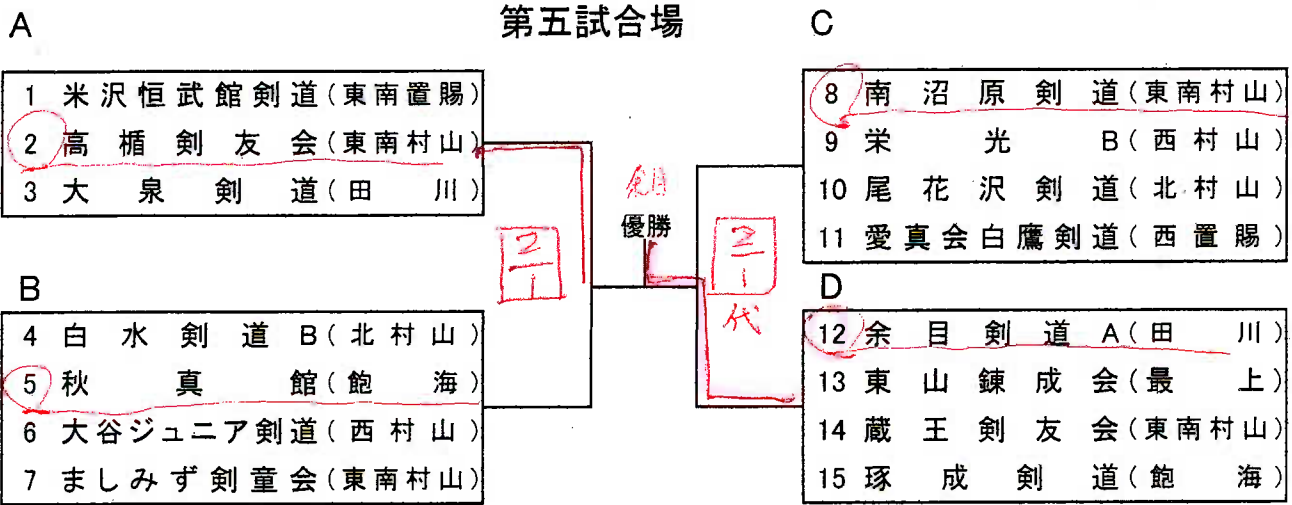 第五試合場
A
1 米沢恒武館剣道(東南置賜)
2 高楯剣友会(東南村山)
3 大泉剣道(田川)
B
4 白水剣道B(北村山)
5 秋真館(飽海)
6 大谷ジュニア剣道(西村山)
7 ましみず剣童会(東南村山)
2
1
余目
優勝
2
1
代
C
8 南沼原剣道(東南村山)
9 栄光B(西村山)
10 尾花沢剣道(北村山)
11 愛真会白鷹剣道(西置賜)
D
12 余目剣道A(田川)
13 東山錬成会(最上)
14 蔵王剣友会(東南村山)
15 琢成剣道(飽海)